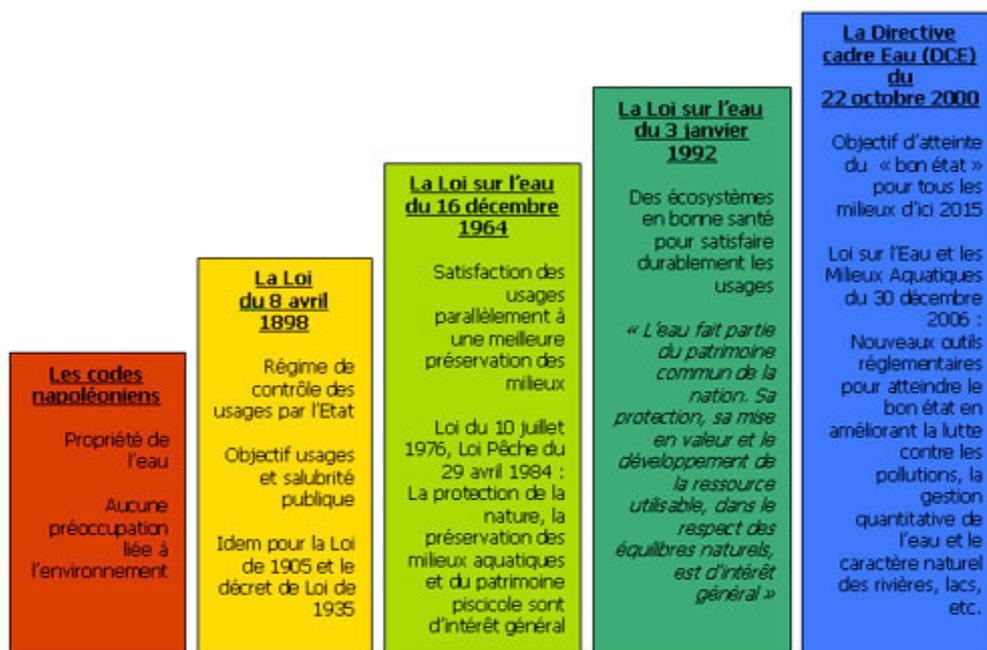 Les codes
napoléoniens
Propriété de
l'eau
Aucune
préoccupation
liée à
l'environnement
La Loi
du 8 avril
1898
Régime de
contrôle des
usages par l'Etat
Objectif usages
et salubrité
publique
Idem pour la Loi
de 1905 et le
décret de Loi de
1935
La Loi sur l'eau
du 16 décembre
1964
Satisfaction des
usages
parallèlement à
une meilleure
préservation des
milieux
Loi du 10 juillet
1976, Loi Pêche du
29 avril 1984 :
La protection de la
nature, la
préservation des
milieux aquatiques
et du patrimoine
piscicole sont
d'intérêt général
La Loi sur l'eau
du 3 janvier
1992
Des écosystèmes
en bonne santé
pour satisfaire
durablement les
usages
« L'eau fait partie
du patrimoine
commun de la
nation. Sa
protection, sa mise
en valeur et le
développement de
la ressource
utilisable, dans le
respect des
équilibres naturels,
est d'intérêt
général »
La Directive
cadre Eau (DCE)
du
22 octobre 2000
Objectif d'atteinte
du « bon état »
pour tous les
milieux d'ici 2015
Loi sur l'Eau et les
Milieux Aquatiques
du 30 décembre
2006 :
Nouveaux outils
réglementaires
pour atteindre le
bon état en
améliorant la lutte
contre les
pollutions, la
gestion
quantitative de
l'eau et le
caractère naturel
des rivières, lacs,
etc.